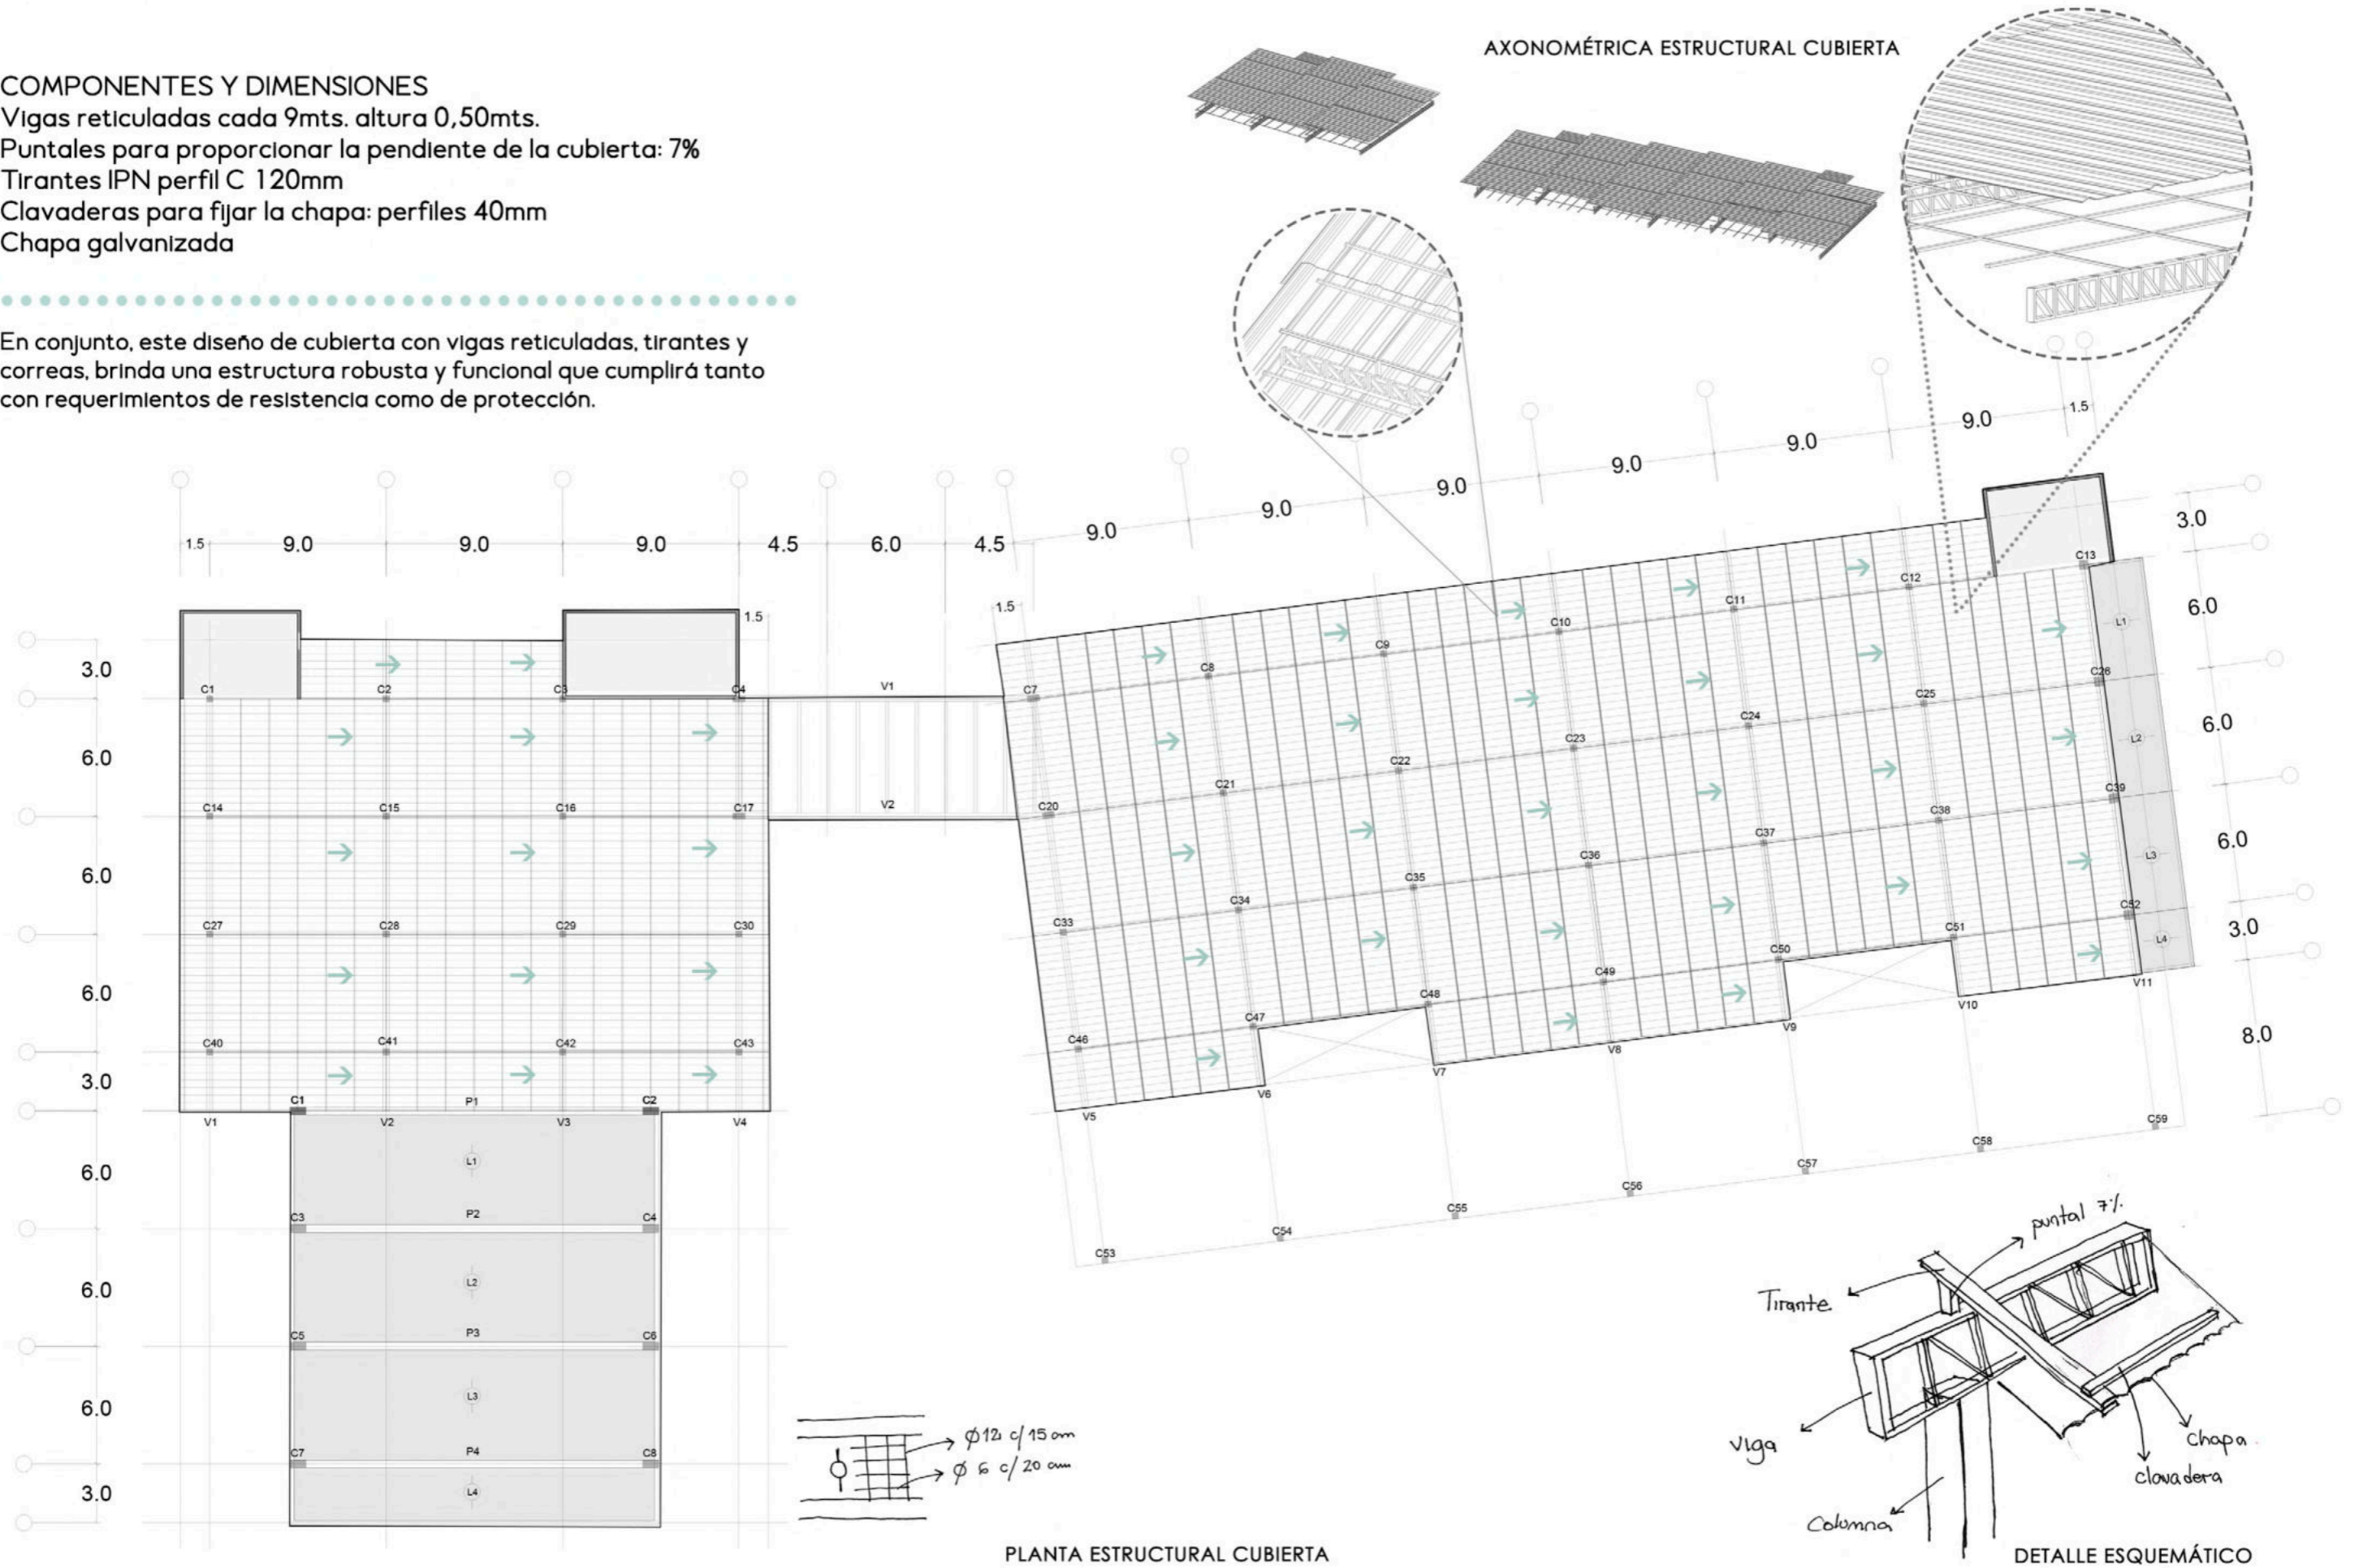 AXONOMÉTRICA ESTRUCTURAL CUBIERTA
COMPONENTES Y DIMENSIONES
Vigas reticuladas cada 9mts. altura 0,50mts.
Puntales para proporcionar la pendiente de la cubierta: 7%
Tirantes IPN perfil C 120mm
Clavaderas para fijar la chapa: perfiles 40mm
Chapa galvanizada
En conjunto, este diseño de cubierta con vigas reticuladas, tirantes y
correas, brinda una estructura robusta y funcional que cumplirá tanto
con requerimientos de resistencia como de protección.
1.5 9.0 9.0 9.0 4.5 6.0 4.5
9.0 9.0 9.0 9.0 9.0 9.0 1.5
1.5
1.5
3.0
6.0
6.0
6.0
3.0
6.0
6.0
6.0
3.0
3.0
6.0
6.0
6.0
3.0
8.0
C1 C2 C3 C4
V1
C14 C15 C16 C17
V2
C27 C28 C29 C30
C40 C41 C42 C43
C1 P1 C2
V1 V2 V3 V4
L1
C3 P2 C4
L2
C5 P3 C6
L3
C7 P4 C8
L4
C7 C8 C9 C10 C11 C12 C13
L1
C20 C21 C22 C23 C24 C25 C26
L2
C33 C34 C35 C36 C37 C38 C39
L3
C46 C47 C48 C49 C50 C51 C52
L4
V5 V6 V7 V8 V9 V10 V11
C53 C54 C55 C56 C57 C58 C59
Ø12 c/15 cm
Ø 6 c/20 cm
puntal 7%
Tirante
Viga
Chapa
clavadera
Columna
PLANTA ESTRUCTURAL CUBIERTA
DETALLE ESQUEMÁTICO